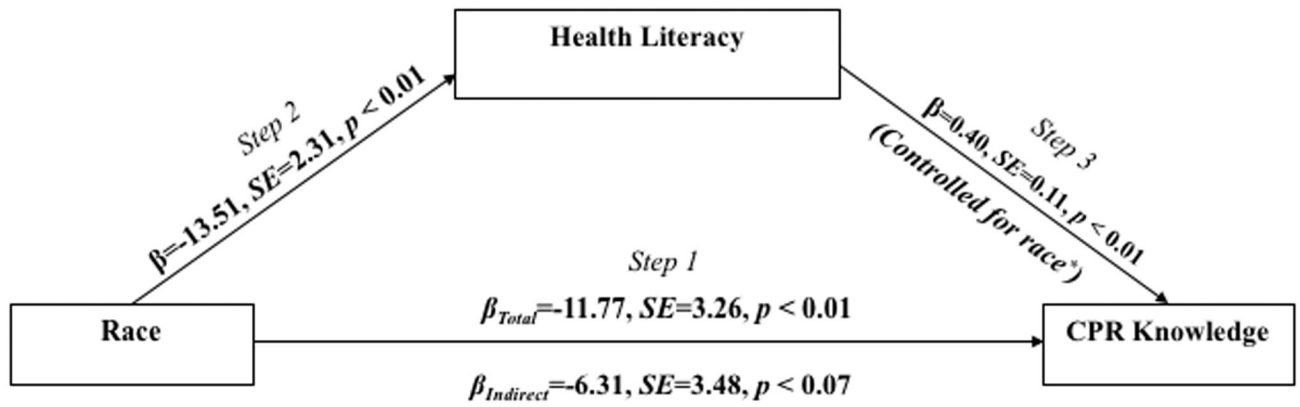 Health Literacy
Step 2
β=-13.51, SE=2.31, p < 0.01
Step 3
β=0.40, SE=0.11, p < 0.01
(Controlled for race*)
Step 1
β_Total=-11.77, SE=3.26, p < 0.01
Race
CPR Knowledge
β_Indirect=-6.31, SE=3.48, p < 0.07